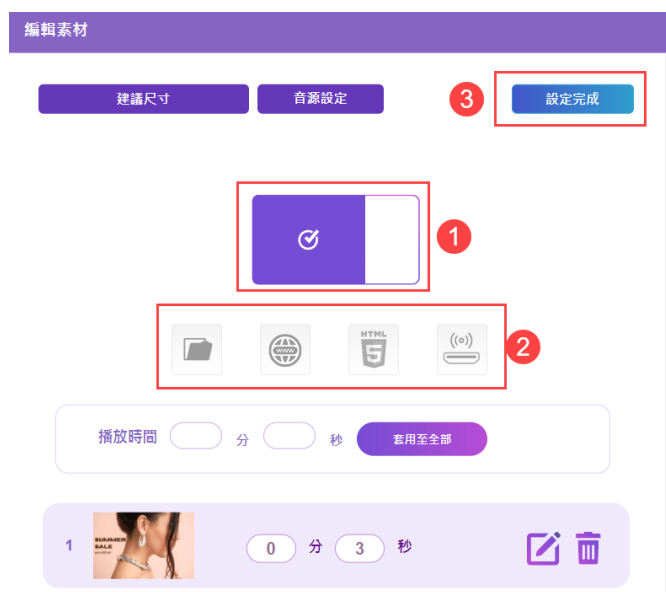 編輯素材
建議尺寸
音源設定
3
設定完成
1
WWW
HTML
5
((o))
2
播放時間 分 秒 套用至全部
1
SUMMER
SALE
0 分 3 秒